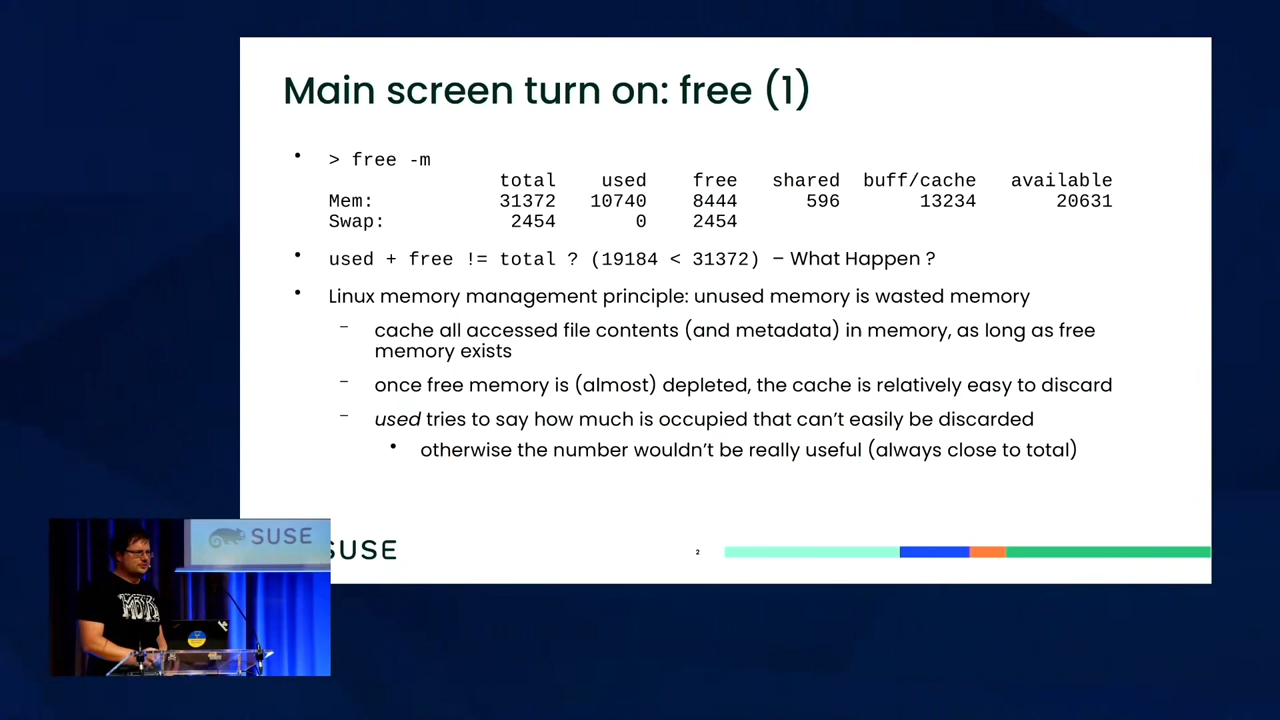 Main screen turn on: free (1)
> free -m
total used free shared buff/cache available
Mem: 31372 10740 8444 596 13234 20631
Swap: 2454 0 2454
used + free != total ? (19184 < 31372) – What Happen ?
Linux memory management principle: unused memory is wasted memory
cache all accessed file contents (and metadata) in memory, as long as free
memory exists
once free memory is (almost) depleted, the cache is relatively easy to discard
used tries to say how much is occupied that can't easily be discarded
otherwise the number wouldn't be really useful (always close to total)
SUSE
SUSE
2